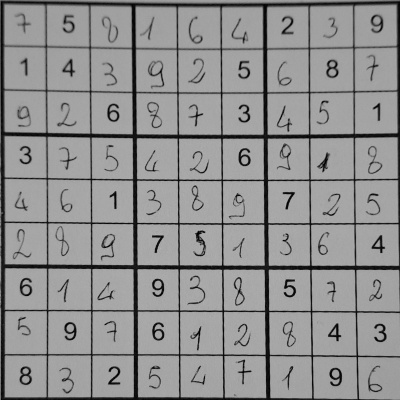 7 5 8 1 6 4 2 3 9
1 4 3 9 2 5 6 8 7
9 2 6 8 7 3 4 5 1
3 7 5 4 2 6 9 1 8
4 6 1 3 8 9 7 2 5
2 8 9 7 5 1 3 6 4
6 1 4 9 3 8 5 7 2
5 9 7 6 1 2 8 4 3
8 3 2 5 4 7 1 9 6